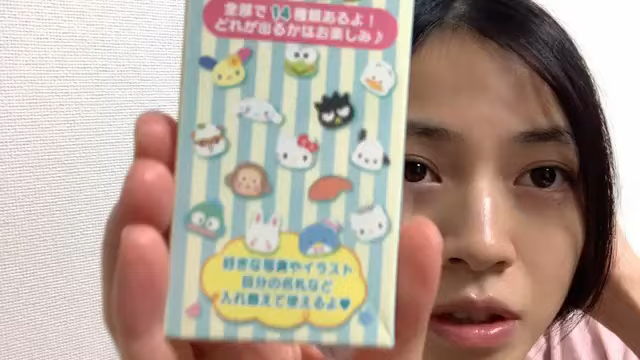 全部で14種類あるよ!
どれが出るかはお楽しみ♪
好きな写真やイラスト
自分の名札など
入れ替えて使えるよ♥